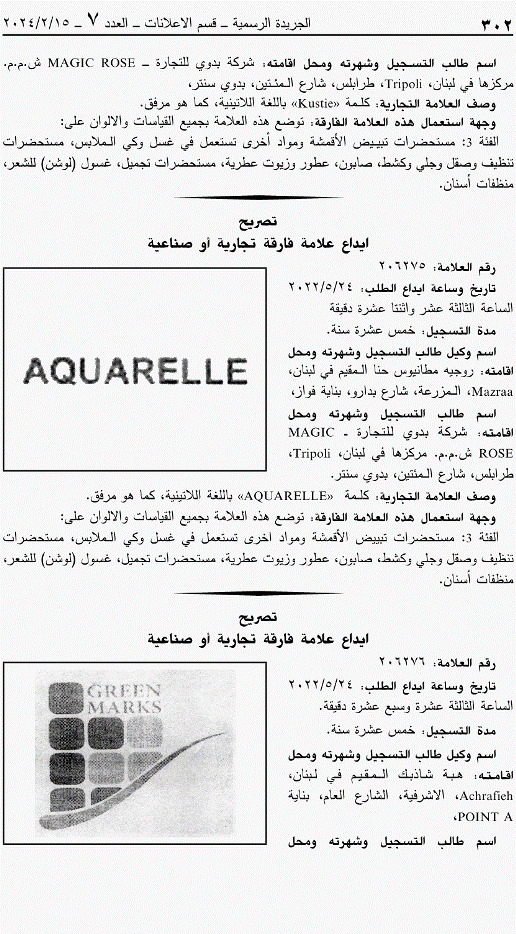 ٣٠٢ الجريدة الرسمية ــ قسم الاعلانات ــ العدد ٧ ــ ٢٠٢٤/٢/١٥
اسم طالب التسجيل وشهرته ومحل اقامته: شركة بدوي للتجارة ــ MAGIC ROSE ش.م.م.
مركزها في لبنان، Tripoli، طرابلس، شارع المئتين، بدوي سنتر،
وصف العلامة التجارية: كلمة «Kustie» باللغة اللاتينية، كما هو مرفق.
وجهة استعمال هذه العلامة الفارقة: توضع هذه العلامة بجميع القياسات والالوان على:
الفئة 3: مستحضرات تبييض الأقمشة ومواد أخرى تستعمل في غسل وكي الملابس، مستحضرات
تنظيف وصقل وجلي وكشط، صابون، عطور وزيوت عطرية، مستحضرات تجميل، غسول (لوشن) للشعر،
منظفات أسنان.
تصريح
ايداع علامة فارقة تجارية أو صناعية
رقم العلامة: ٢٠٦٢٧٥
تاريخ وساعة ايداع الطلب: ٢٠٢٢/٥/٢٤
الساعة الثالثة عشر واثنتا عشرة دقيقة
مدة التسجيل: خمس عشرة سنة.
اسم وكيل طالب التسجيل وشهرته ومحل
اقامته: روجيه مطانيوس حنا المقيم في لبنان،
Mazraa، المزرعة، شارع بدارو، بناية فواز،
اسم طالب التسجيل وشهرته ومحل
اقامته: شركة بدوي للتجارة ــ MAGIC
ROSE ش.م.م. مركزها في لبنان، Tripoli،
طرابلس، شارع المئتين، بدوي سنتر.
AQUARELLE
وصف العلامة التجارية: كلمة «AQUARELLE» باللغة اللاتينية، كما هو مرفق.
وجهة استعمال هذه العلامة الفارقة: توضع هذه العلامة بجميع القياسات والالوان على:
الفئة 3: مستحضرات تبييض الأقمشة ومواد اخرى تستعمل في غسل وكي الملابس، مستحضرات
تنظيف وصقل وجلي وكشط، صابون، عطور وزيوت عطرية، مستحضرات تجميل، غسول (لوشن) للشعر،
منظفات أسنان.
تصريح
ايداع علامة فارقة تجارية أو صناعية
رقم العلامة: ٢٠٦٢٧٦
تاريخ وساعة ايداع الطلب: ٢٠٢٢/٥/٢٤
الساعة الثالثة عشرة وسبع عشرة دقيقة.
مدة التسجيل: خمس عشرة سنة.
اسم وكيل طالب التسجيل وشهرته ومحل
اقامته: هبة شاذبك المقيم في لبنان،
Achrafieh، الاشرفية، الشارع العام، بناية
POINT A،
اسم طالب التسجيل وشهرته ومحل
GREEN
MARKS